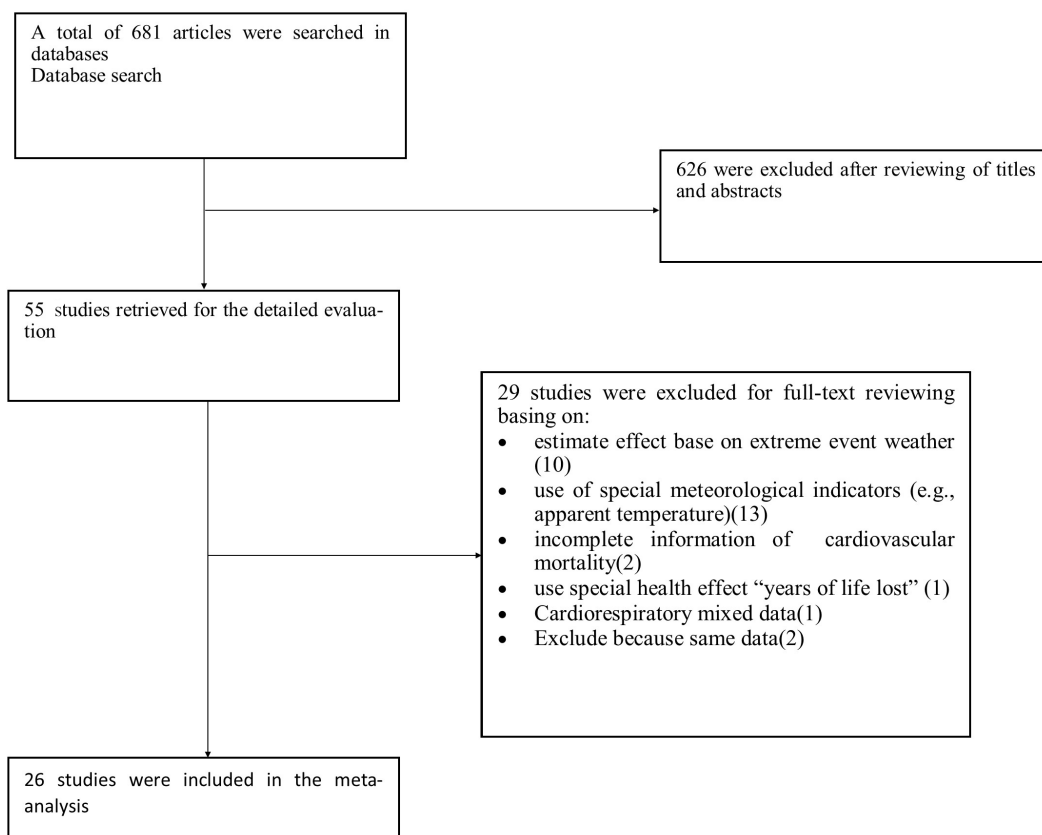 A total of 681 articles were searched in
databases
Database search
626 were excluded after reviewing of titles
and abstracts
55 studies retrieved for the detailed evalua-
tion
29 studies were excluded for full-text reviewing
basing on:
• estimate effect base on extreme event weather
(10)
• use of special meteorological indicators (e.g.,
apparent temperature)(13)
• incomplete information of cardiovascular
mortality(2)
• use special health effect “years of life lost” (1)
• Cardiorespiratory mixed data(1)
• Exclude because same data(2)
26 studies were included in the meta-
analysis